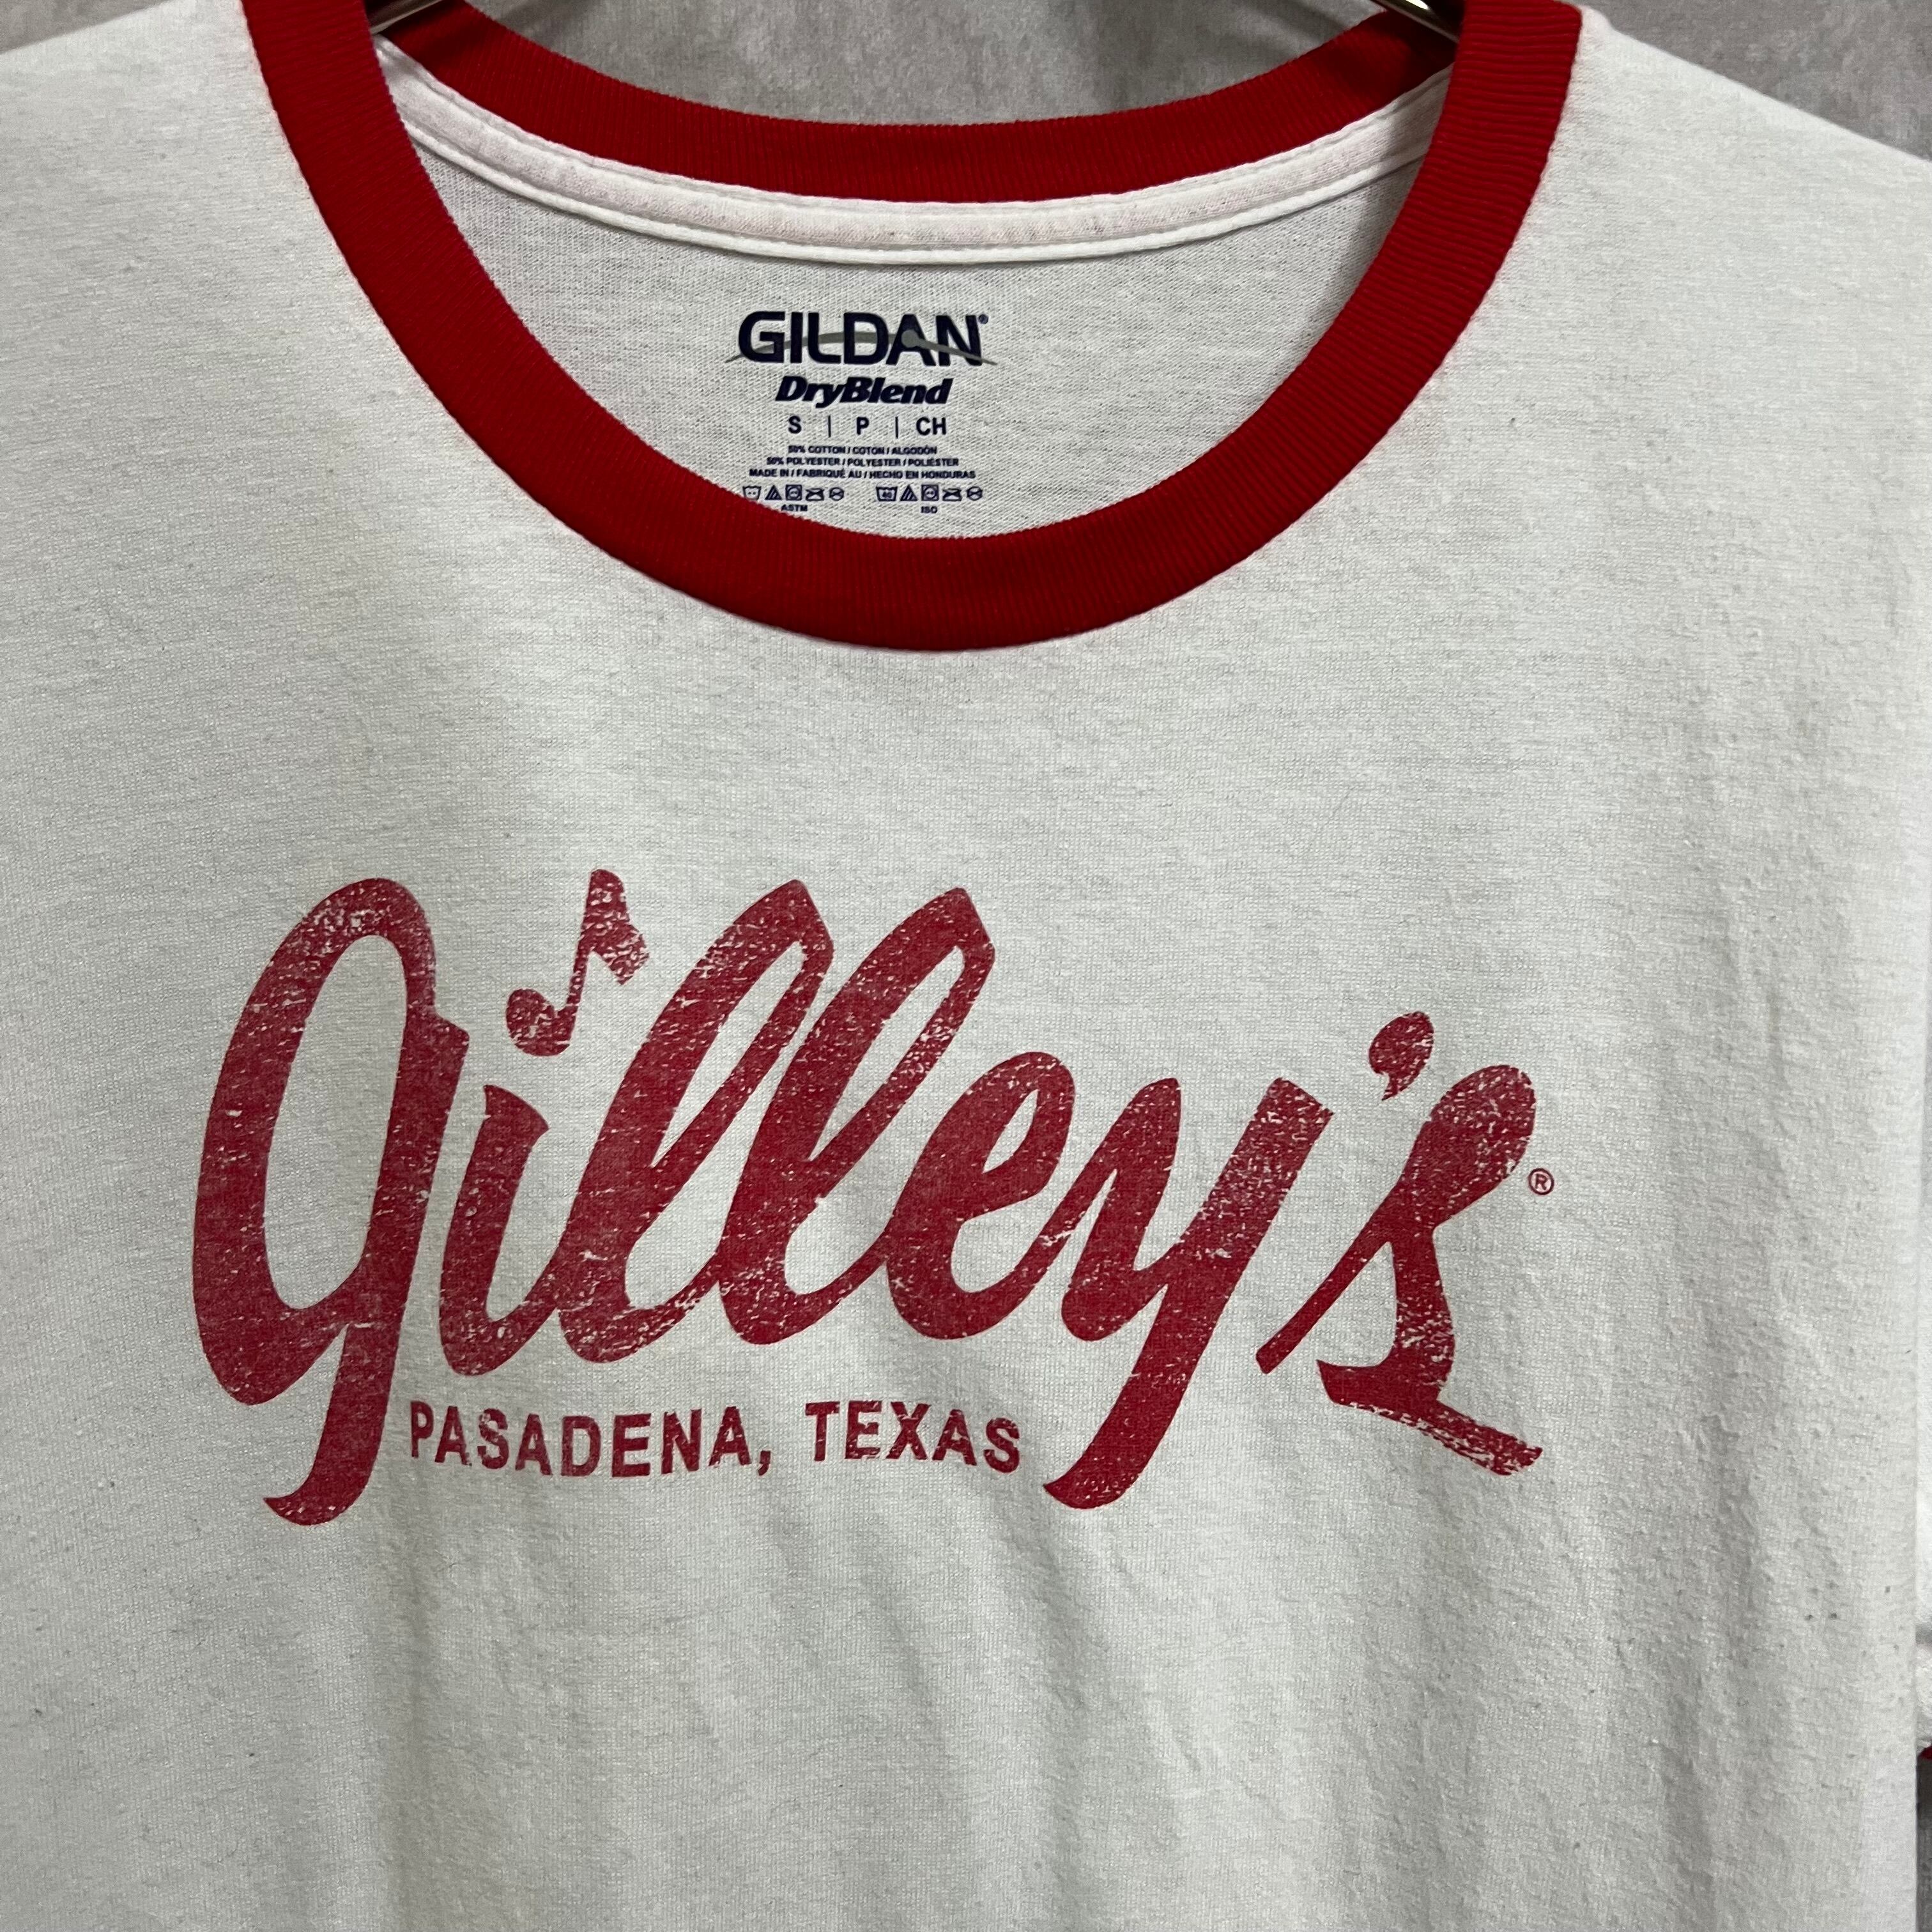 GILDAN®
DryBlend
S | P | CH
50% COTTON / COTON / ALGODÓN
50% POLYESTER / POLYESTER / POLIÉSTER
MADE IN / FABRIQUÉ AU / HECHO EN HONDURAS
ASTM ISO
Gilley's®
PASADENA, TEXAS